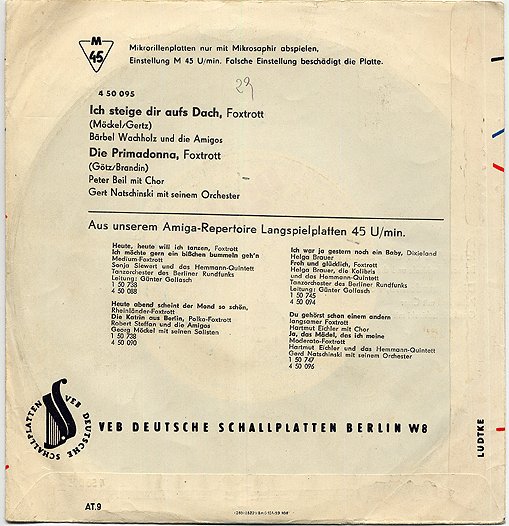 M
45
Mikrorillenplatten nur mit Mikrosaphir abspielen,
Einstellung M 45 U/min. Falsche Einstellung beschädigt die Platte.
29
4 50 095
Ich steige dir aufs Dach, Foxtrott
(Möckel/Gertz)
Bärbel Wachholz und die Amigos
Die Primadonna, Foxtrott
(Götz/Brandin)
Peter Beil mit Chor
Gert Natschinski mit seinem Orchester
Aus unserem Amiga-Repertoire Langspielplatten 45 U/min.
Heute, heute will ich tanzen, Foxtrott
Ich möchte gern ein bißchen bummeln geh'n
Medium-Foxtrott
Sonja Siewert und das Hemmann-Quintett
Tanzorchester des Berliner Rundfunks
Leitung: Günter Gollasch
1 50 738
4 50 088
Heute abend scheint der Mond so schön,
Rheinländer-Foxtrott
Die Katrin aus Berlin, Polka-Foxtrott
Robert Steffan und die Amigos
Georg Möckel mit seinen Solisten
1 50 738
4 50 090
Ich war ja gestern noch ein Baby, Dixieland
Helga Brauer
Froh und glücklich, Foxtrott
Helga Brauer, die Kolibris
und das Hemmann-Quintett
Tanzorchester des Berliner Rundfunks
Leitung: Günter Gollasch
1 50 745
4 50 094
Du gehörst schon einem andern
langsamer Foxtrott
Hartmut Eichler mit Chor
Ja, das Mädel, das ich meine
Moderato-Foxtrott
Hartmut Eichler und das Hemmann-Quintett
Gerd Natschinski mit seinem Orchester
1 50 747
4 50 096
VEB DEUTSCHE SCHALLPLATTEN
VEB DEUTSCHE SCHALLPLATTEN BERLIN W8
LUDTKE
AT.9